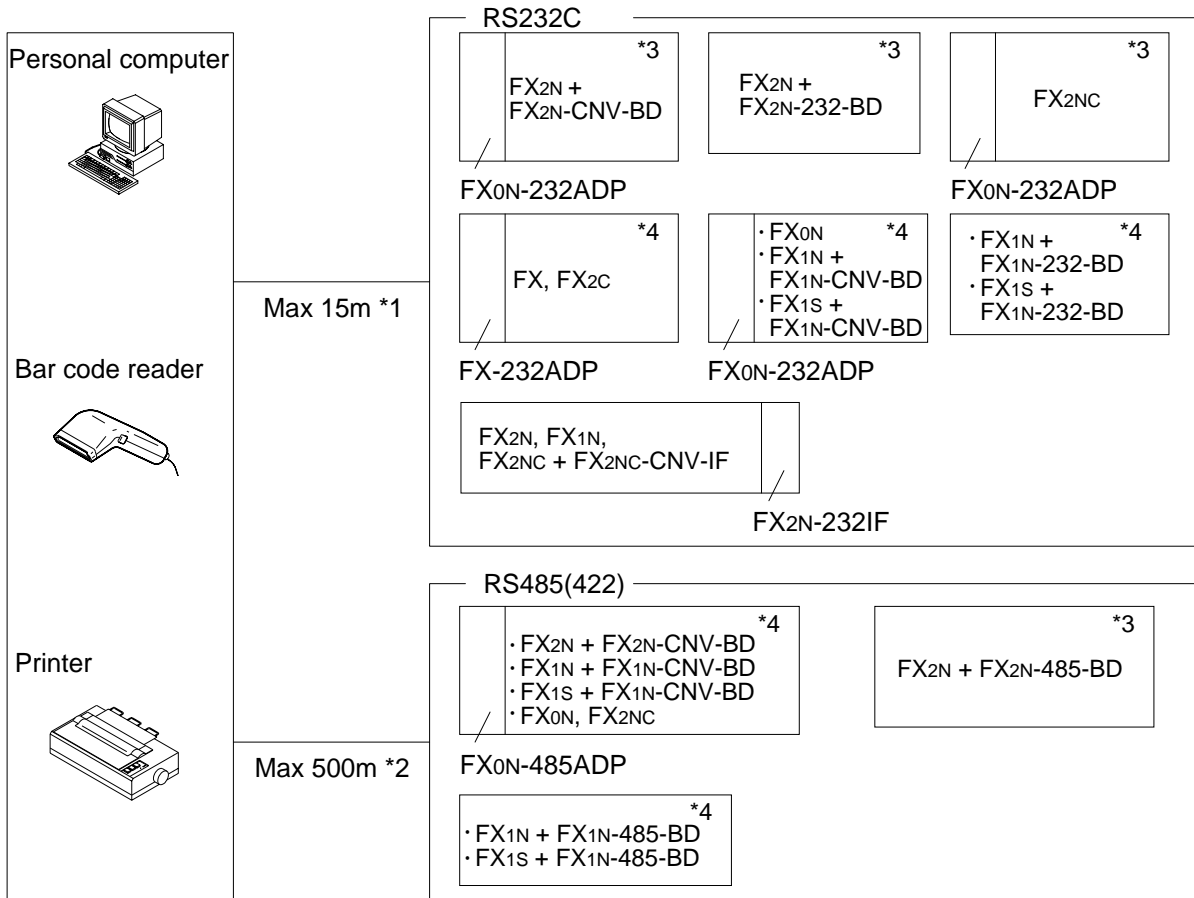 RS232C
Personal computer
*3
FX2N +
FX2N-CNV-BD
FX0N-232ADP
*3
FX2N +
FX2N-232-BD
*3
FX2NC
FX0N-232ADP
*4
FX, FX2C
FX-232ADP
・FX0N *4
・FX1N +
FX1N-CNV-BD
・FX1S +
FX1N-CNV-BD
FX0N-232ADP
・FX1N + *4
FX1N-232-BD
・FX1S +
FX1N-232-BD
Max 15m *1
Bar code reader
FX2N, FX1N,
FX2NC + FX2NC-CNV-IF
FX2N-232IF
RS485(422)
*4
・FX2N + FX2N-CNV-BD
・FX1N + FX1N-CNV-BD
・FX1S + FX1N-CNV-BD
・FX0N, FX2NC
FX0N-485ADP
*3
FX2N + FX2N-485-BD
Printer
Max 500m *2
*4
・FX1N + FX1N-485-BD
・FX1S + FX1N-485-BD